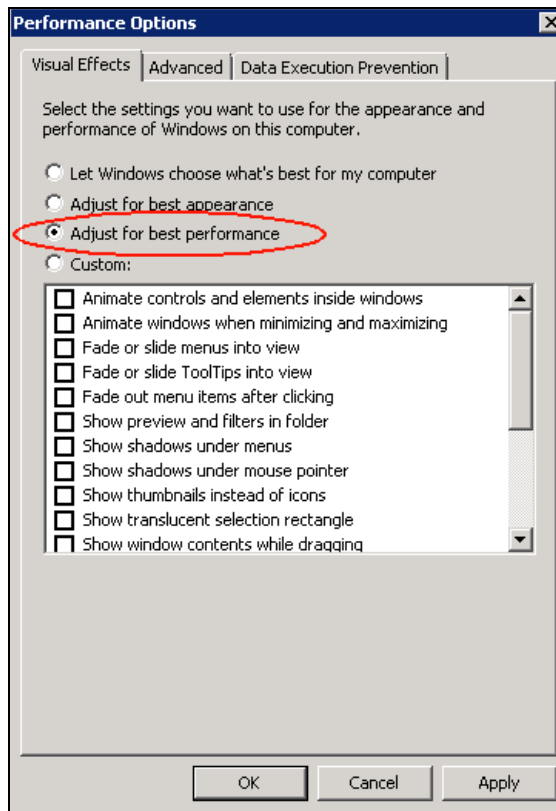 Performance Options
Visual Effects Advanced Data Execution Prevention
Select the settings you want to use for the appearance and
performance of Windows on this computer.
Let Windows choose what's best for my computer
Adjust for best appearance
Adjust for best performance
Custom:
Animate controls and elements inside windows
Animate windows when minimizing and maximizing
Fade or slide menus into view
Fade or slide ToolTips into view
Fade out menu items after clicking
Show preview and filters in folder
Show shadows under menus
Show shadows under mouse pointer
Show thumbnails instead of icons
Show translucent selection rectangle
Show window contents while dragging
OK Cancel Apply